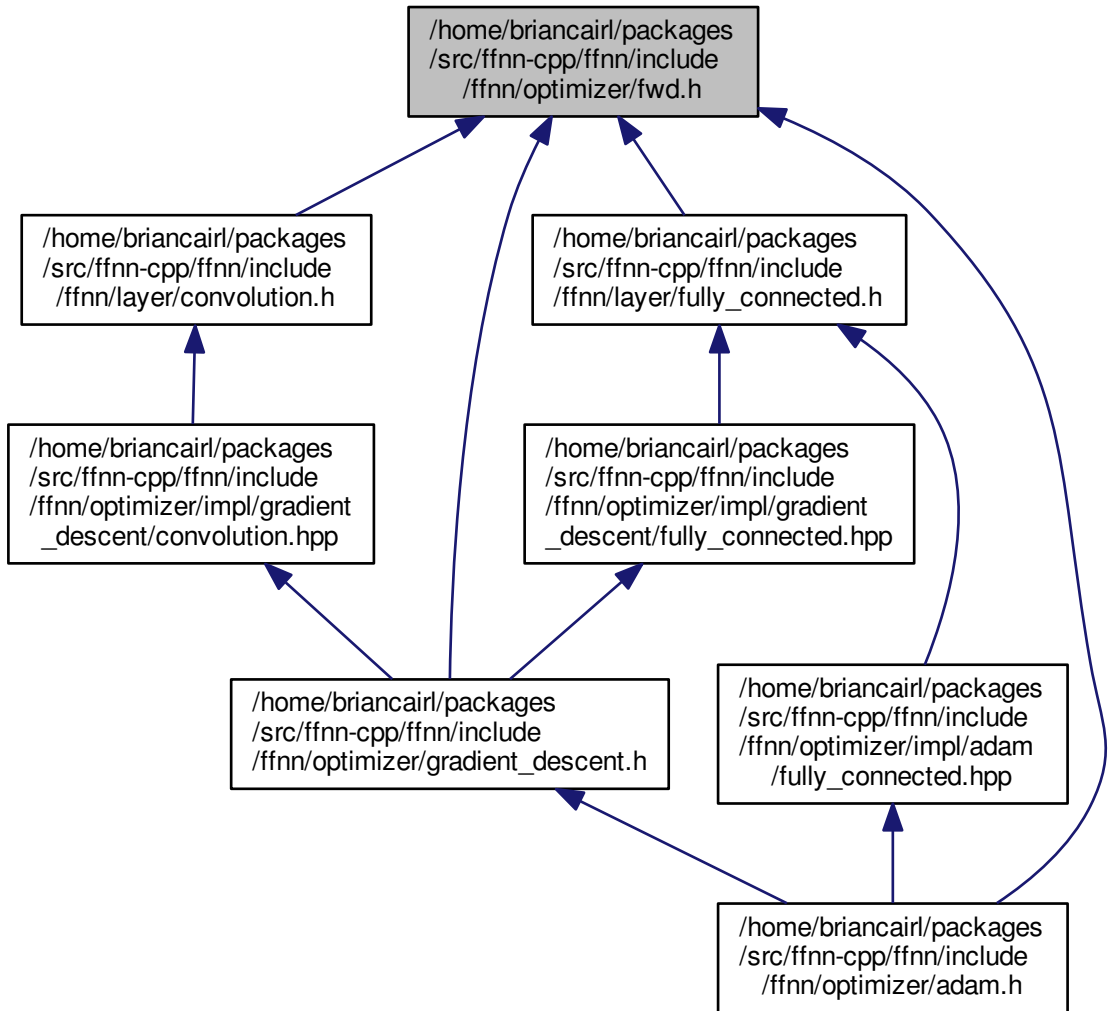 /home/briancairl/packages
/src/ffnn-cpp/ffnn/include
/ffnn/optimizer/fwd.h
/home/briancairl/packages
/src/ffnn-cpp/ffnn/include
/ffnn/layer/convolution.h
/home/briancairl/packages
/src/ffnn-cpp/ffnn/include
/ffnn/layer/fully_connected.h
/home/briancairl/packages
/src/ffnn-cpp/ffnn/include
/ffnn/optimizer/impl/gradient
_descent/convolution.hpp
/home/briancairl/packages
/src/ffnn-cpp/ffnn/include
/ffnn/optimizer/impl/gradient
_descent/fully_connected.hpp
/home/briancairl/packages
/src/ffnn-cpp/ffnn/include
/ffnn/optimizer/gradient_descent.h
/home/briancairl/packages
/src/ffnn-cpp/ffnn/include
/ffnn/optimizer/impl/adam
/fully_connected.hpp
/home/briancairl/packages
/src/ffnn-cpp/ffnn/include
/ffnn/optimizer/adam.h